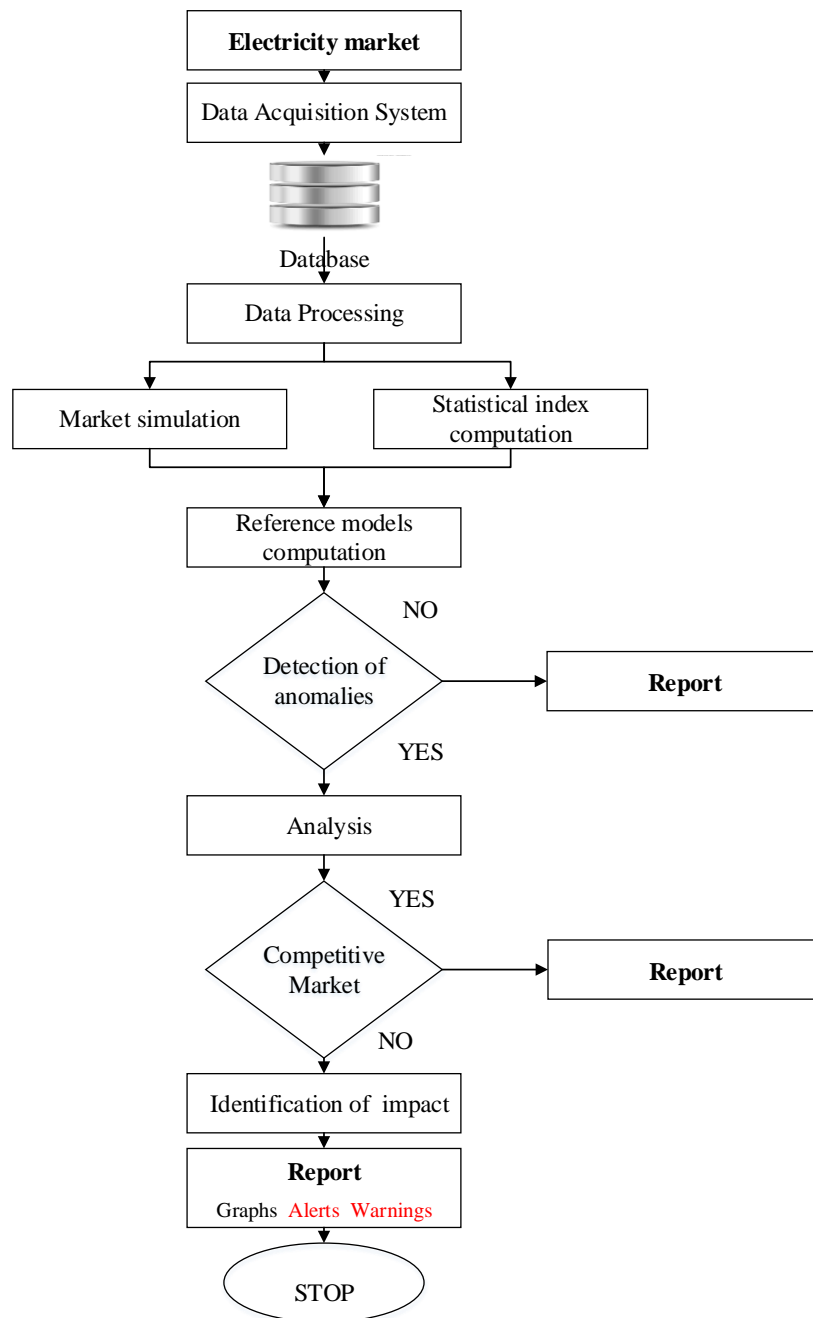 Electricity market
Data Acquisition System
Database
Data Processing
Market simulation
Statistical index
computation
Reference models
computation
NO
Detection of
anomalies
Report
YES
Analysis
YES
Competitive
Market
Report
NO
Identification of impact
Report
Graphs Alerts Warnings
STOP